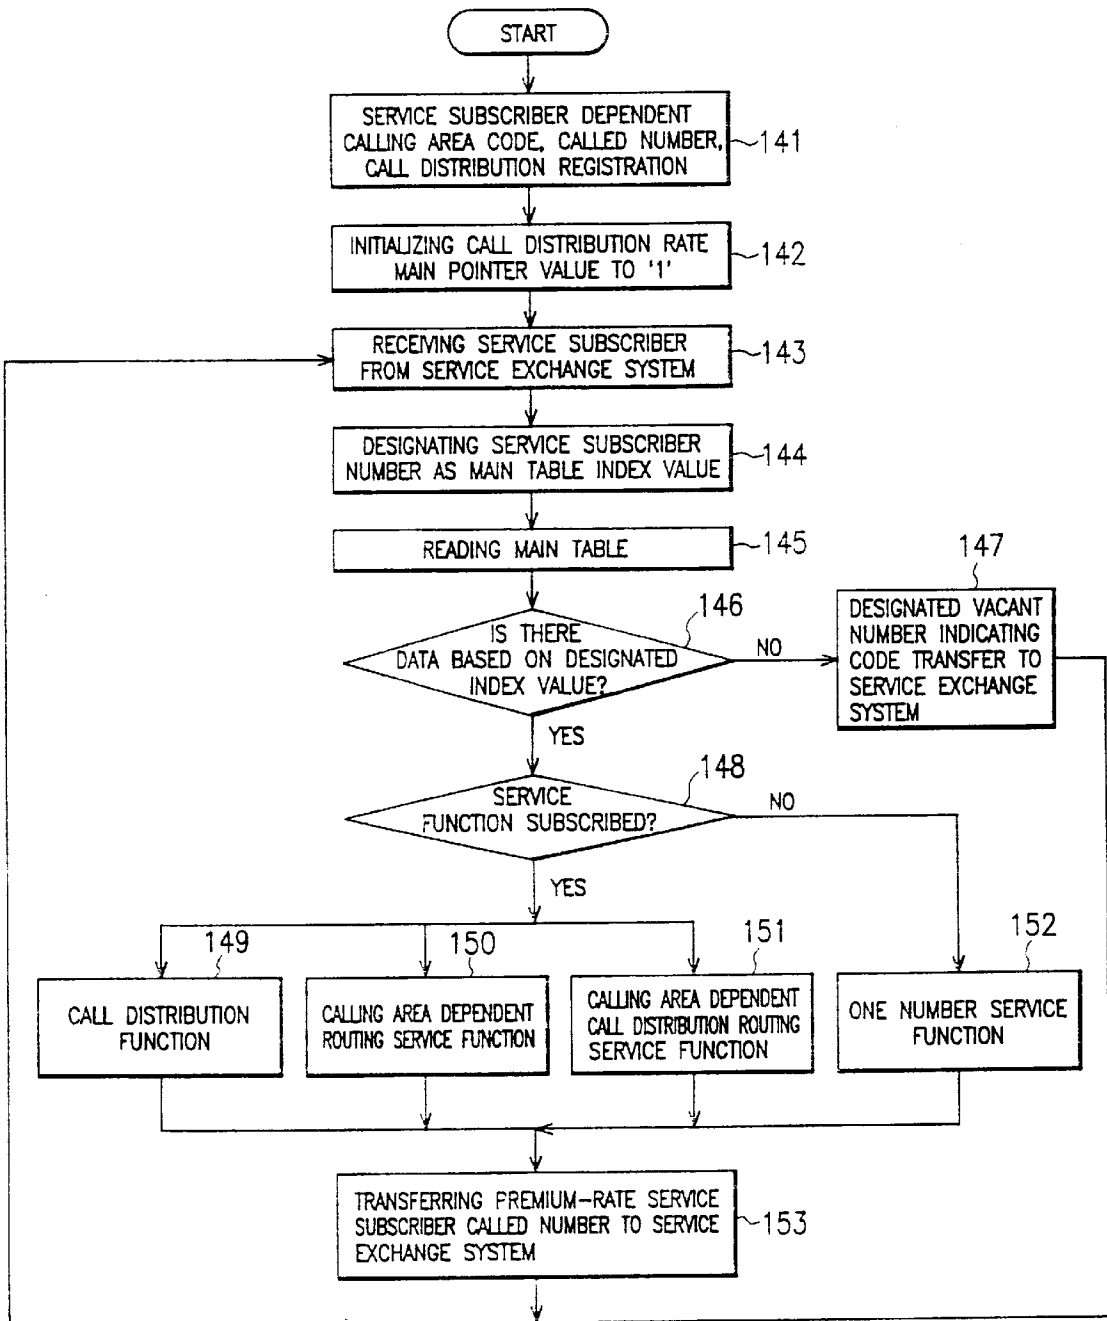 START
SERVICE SUBSCRIBER DEPENDENT
CALLING AREA CODE, CALLED NUMBER,
CALL DISTRIBUTION REGISTRATION
141
INITIALIZING CALL DISTRIBUTION RATE
MAIN POINTER VALUE TO '1'
142
RECEIVING SERVICE SUBSCRIBER
FROM SERVICE EXCHANGE SYSTEM
143
DESIGNATING SERVICE SUBSCRIBER
NUMBER AS MAIN TABLE INDEX VALUE
144
READING MAIN TABLE
145
146
IS THERE
DATA BASED ON DESIGNATED
INDEX VALUE?
NO
YES
147
DESIGNATED VACANT
NUMBER INDICATING
CODE TRANSFER TO
SERVICE EXCHANGE
SYSTEM
148
SERVICE
FUNCTION SUBSCRIBED?
NO
YES
149
CALL DISTRIBUTION
FUNCTION
150
CALLING AREA DEPENDENT
ROUTING SERVICE FUNCTION
151
CALLING AREA DEPENDENT
CALL DISTRIBUTION ROUTING
SERVICE FUNCTION
152
ONE NUMBER SERVICE
FUNCTION
TRANSFERRING PREMIUM-RATE SERVICE
SUBSCRIBER CALLED NUMBER TO SERVICE
EXCHANGE SYSTEM
153